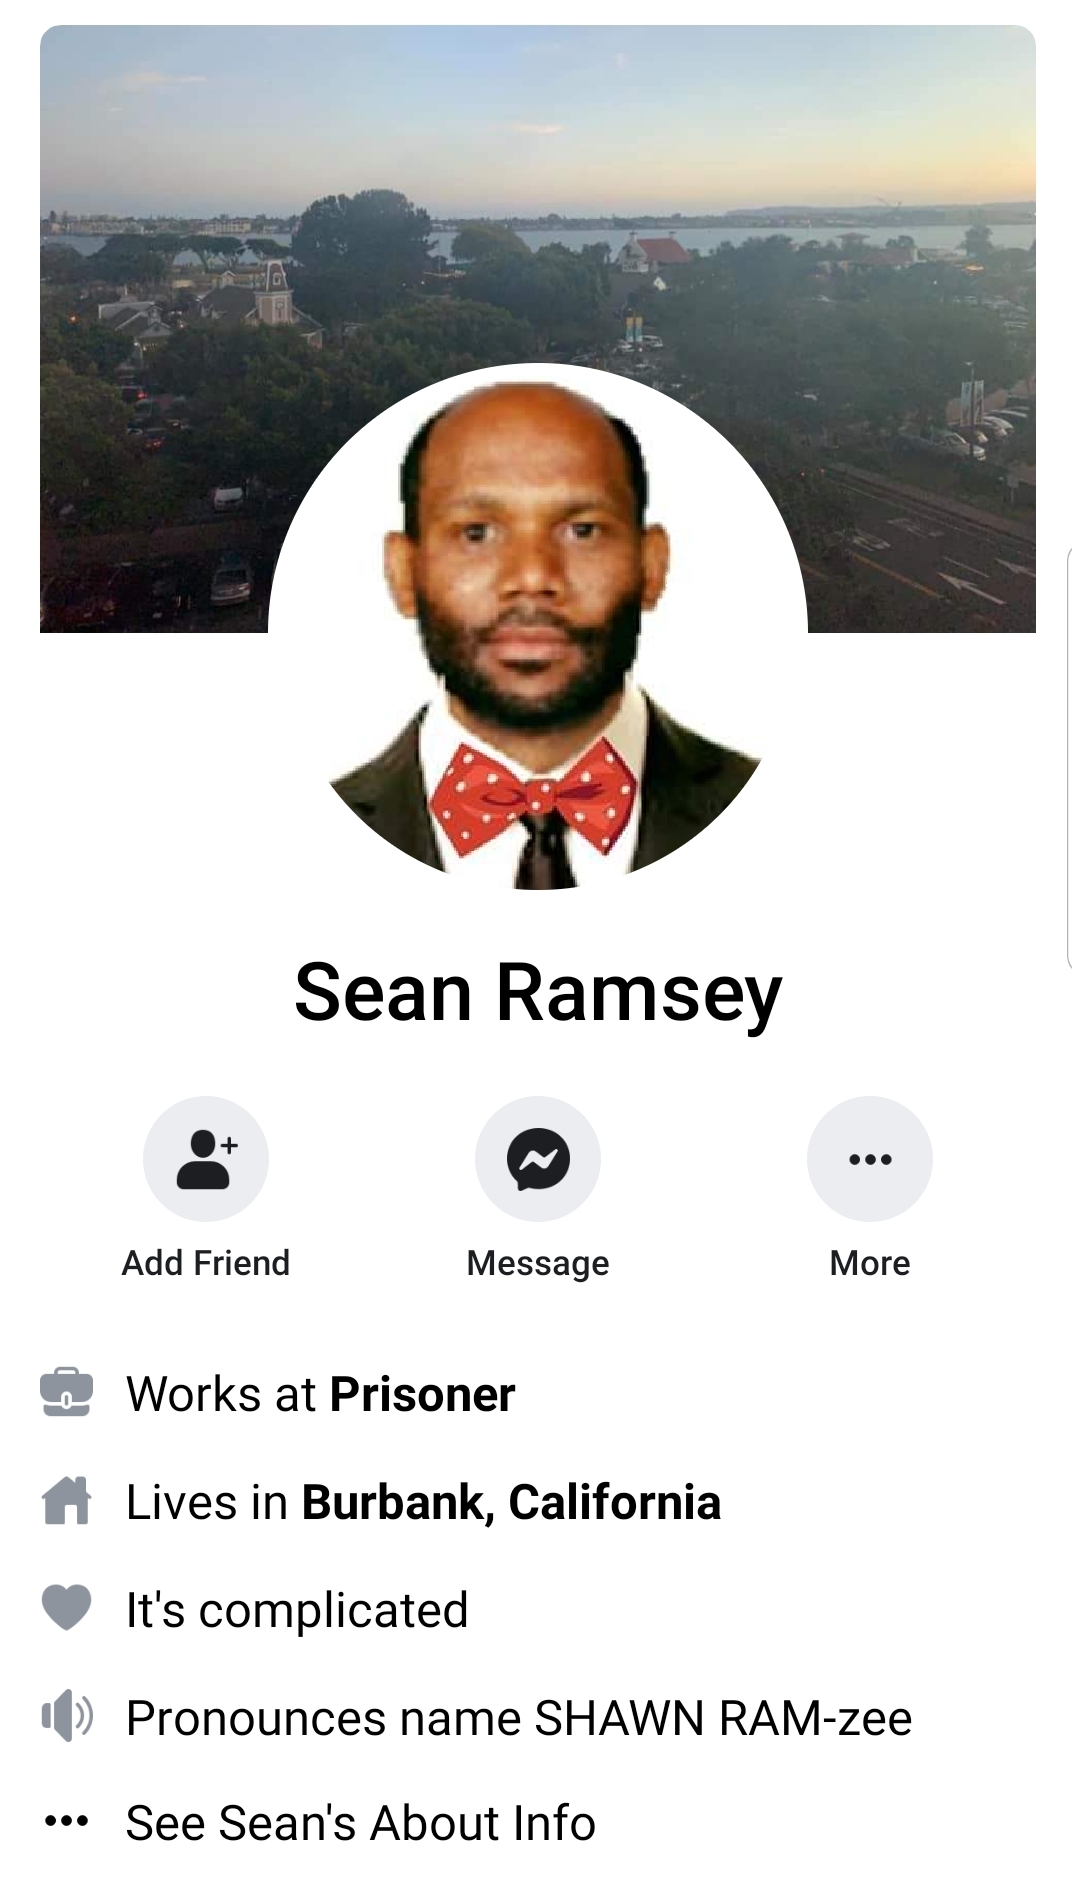 Sean Ramsey
Add Friend
Message
More
Works at Prisoner
Lives in Burbank, California
It's complicated
Pronounces name SHAWN RAM-zee
See Sean's About Info